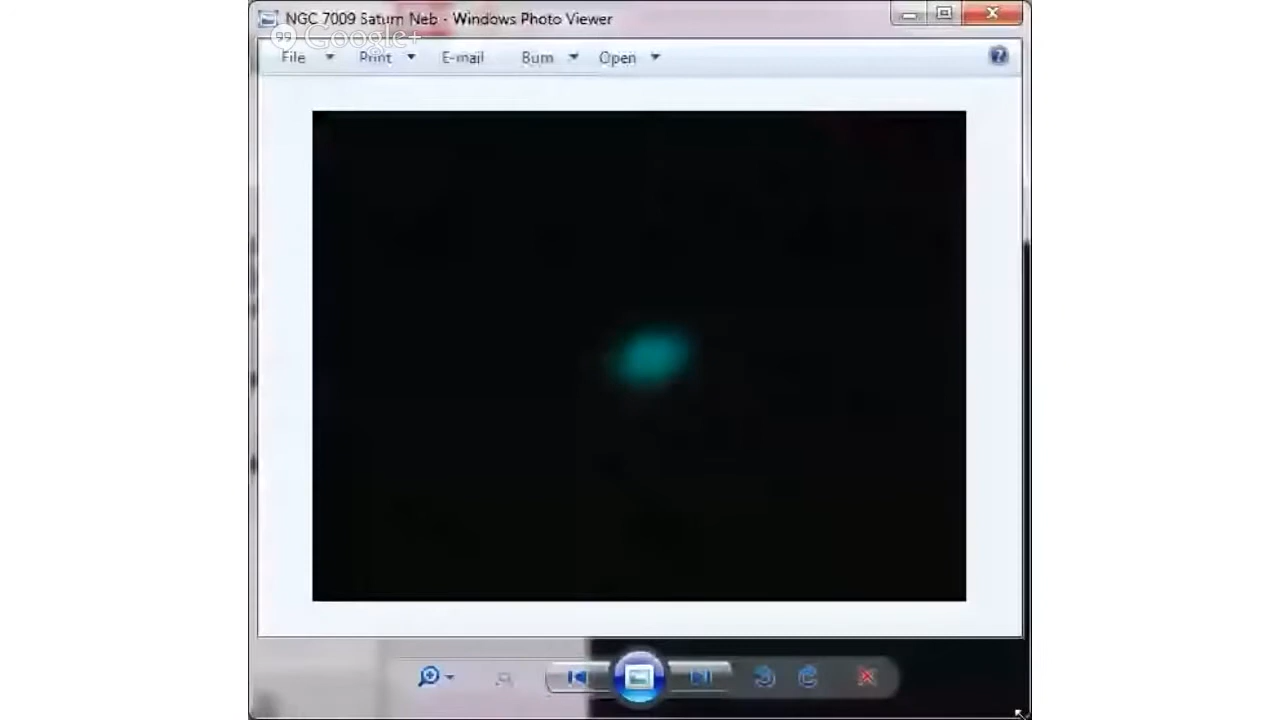 NGC 7009 Saturn Neb - Windows Photo Viewer
Google+
File Print E-mail Burn Open